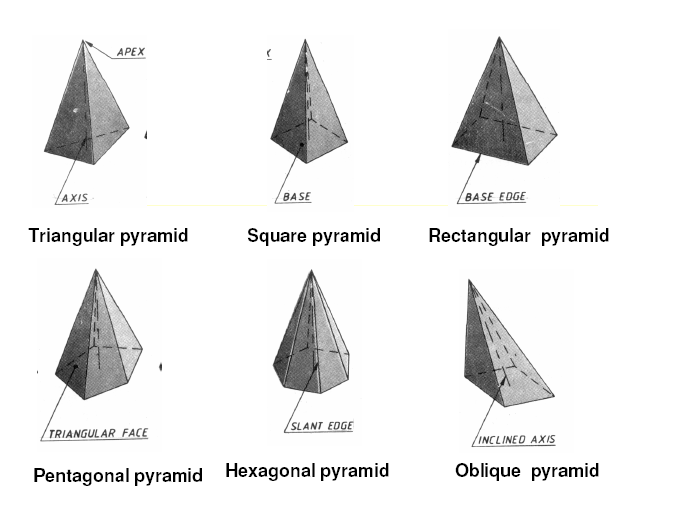 APEX
AXIS
BASE
BASE EDGE
Triangular pyramid
Square pyramid
Rectangular pyramid
TRIANGULAR FACE
SLANT EDGE
INCLINED AXIS
Pentagonal pyramid
Hexagonal pyramid
Oblique pyramid